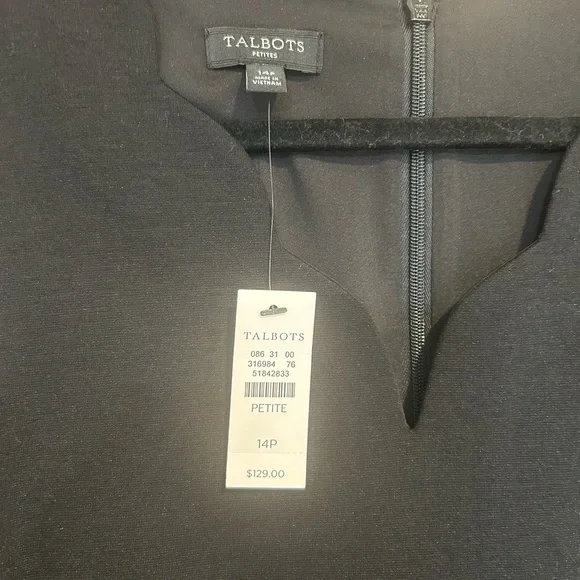 TALBOTS
PETITES
14P
MADE IN
VIETNAM
TALBOTS
086 31 00
316984 76
51842833
PETITE
14P
$129.00